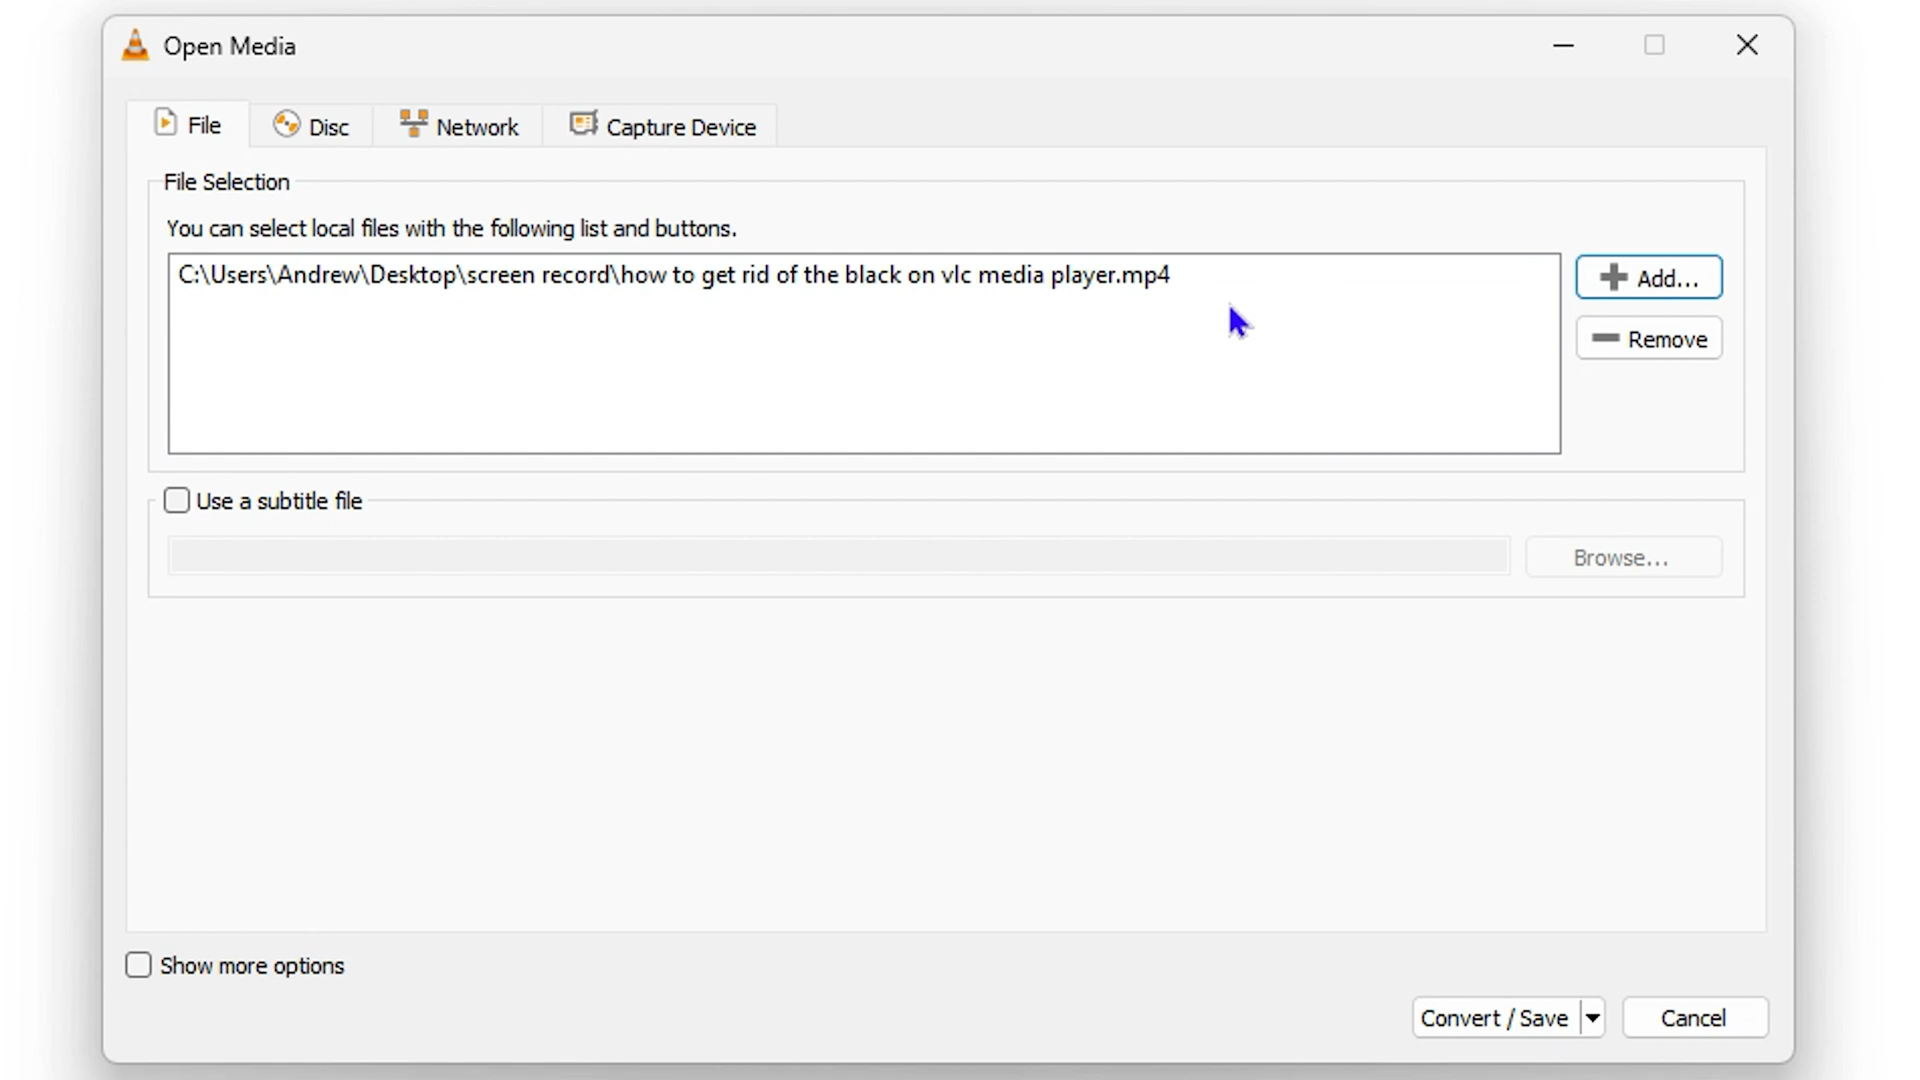 Open Media
File
Disc
Network
Capture Device
File Selection
You can select local files with the following list and buttons.
C:\Users\Andrew\Desktop\screen record\how to get rid of the black on vlc media player.mp4
Add...
Remove
Use a subtitle file
Browse...
Show more options
Convert / Save
Cancel